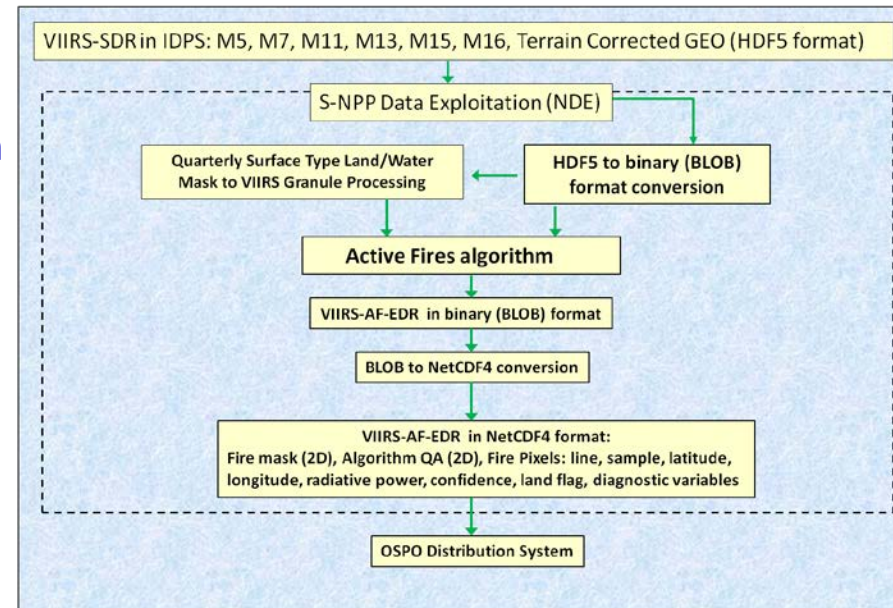 VIIRS-SDR in IDPS: M5, M7, M11, M13, M15, M16, Terrain Corrected GEO (HDF5 format)
S-NPP Data Exploitation (NDE)
Quarterly Surface Type Land/Water
Mask to VIIRS Granule Processing
HDF5 to binary (BLOB)
format conversion
Active Fires algorithm
VIIRS-AF-EDR in binary (BLOB) format
BLOB to NetCDF4 conversion
VIIRS-AF-EDR in NetCDF4 format:
Fire mask (2D), Algorithm QA (2D), Fire Pixels: line, sample, latitude,
longitude, radiative power, confidence, land flag, diagnostic variables
OSPO Distribution System